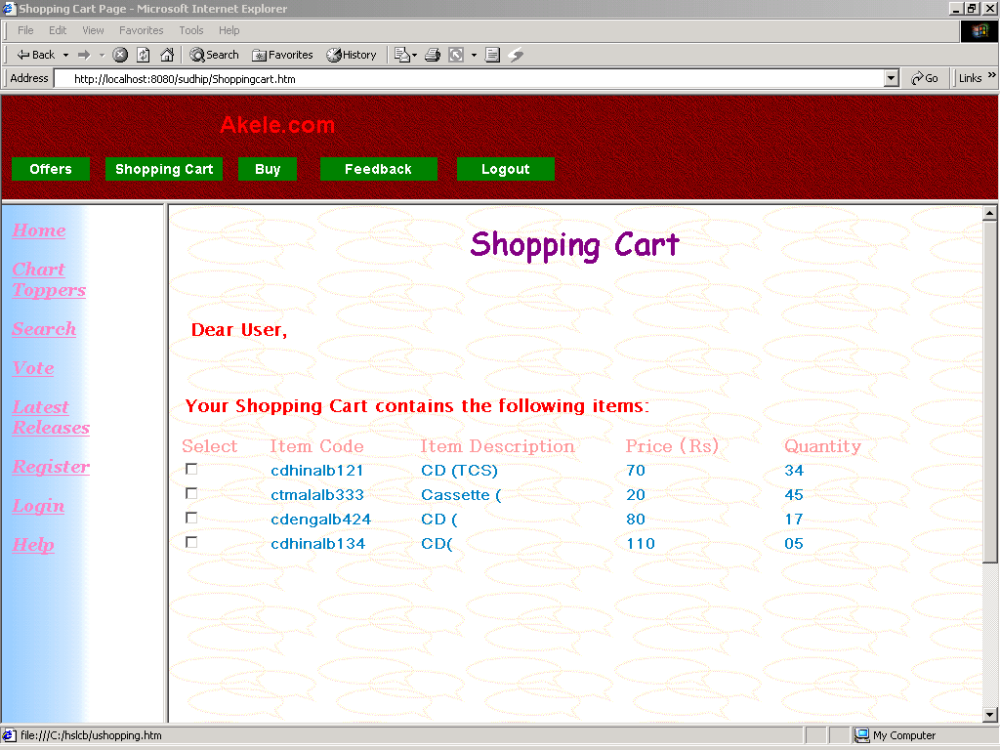 Shopping Cart Page - Microsoft Internet Explorer
File Edit View Favorites Tools Help
Back Search Favorites History
Address http://localhost:8080/sudhip/Shoppingcart.htm Go Links »
Akele.com
Offers Shopping Cart Buy Feedback Logout
Home
Chart
Toppers
Search
Vote
Latest
Releases
Register
Login
Help
Shopping Cart
Dear User,
Your Shopping Cart contains the following items:
Select Item Code Item Description Price (Rs) Quantity
cdhinalb121 CD (TCS) 70 34
ctmalalb333 Cassette ( 20 45
cdengalb424 CD ( 80 17
cdhinalb134 CD( 110 05
file:///C:/hslcb/ushopping.htm My Computer